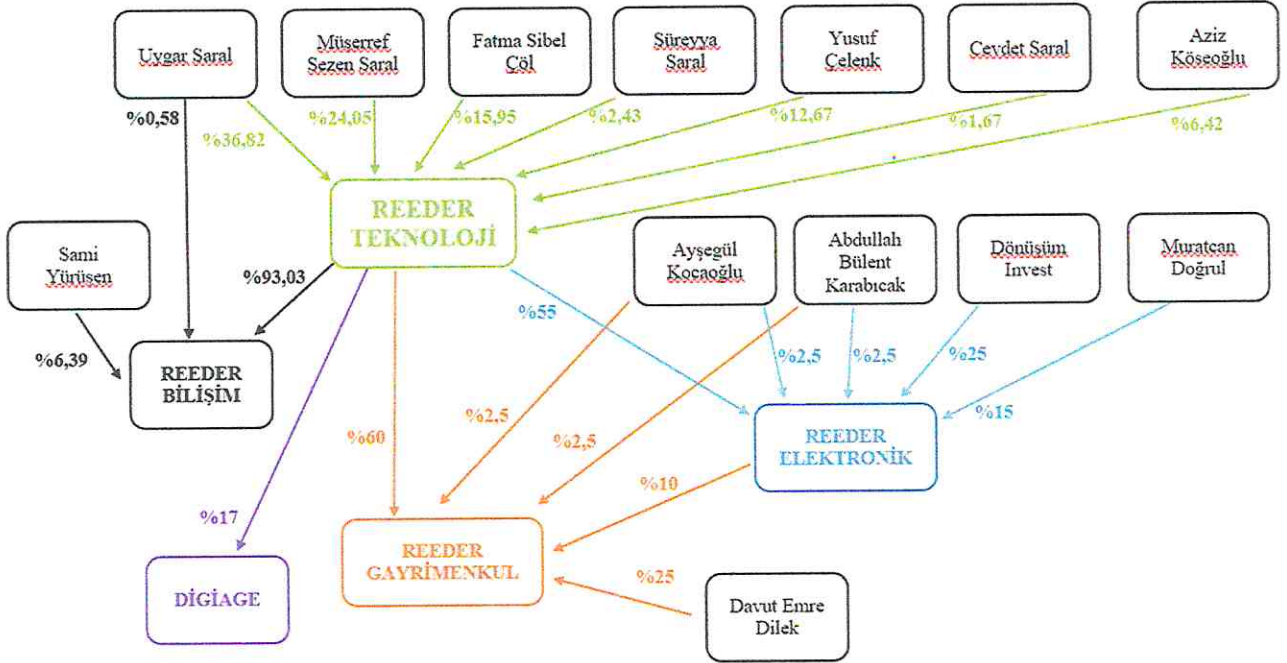 Uygar Saral
Müşerref
Sezen Saral
Fatma Sibel
Çöl
Süreyya
Saral
Yusuf
Çelenk
Cevdet Saral
Aziz
Köseoğlu
%0,58
%36,82
%24,05
%15,95
%2,43
%12,67
%1,67
%6,42
REEDER
TEKNOLOJİ
Sami
Yürüşen
Ayşegül
Kocaoğlu
Abdullah
Bülent
Karabıcak
Dönüşüm
Invest
Muratcan
Doğrul
%93,03
%55
%6,39
REEDER
BİLİŞİM
%2,5
%2,5
%25
%15
%60
%2,5
%2,5
REEDER
ELEKTRONİK
%10
%17
REEDER
GAYRİMENKUL
%25
DİGİAGE
Davut Emre
Dilek